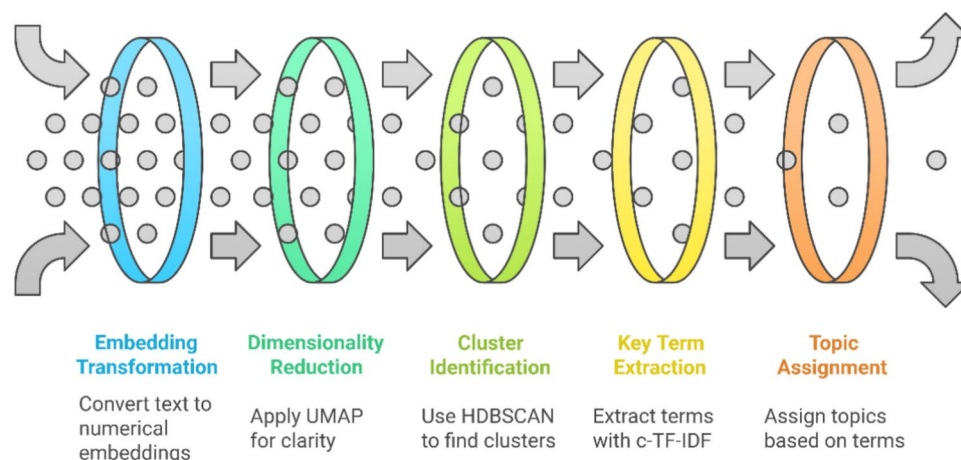 Embedding
Transformation
Convert text to
numerical
embeddings
Dimensionality
Reduction
Apply UMAP
for clarity
Cluster
Identification
Use HDBSCAN
to find clusters
Key Term
Extraction
Extract terms
with c-TF-IDF
Topic
Assignment
Assign topics
based on terms